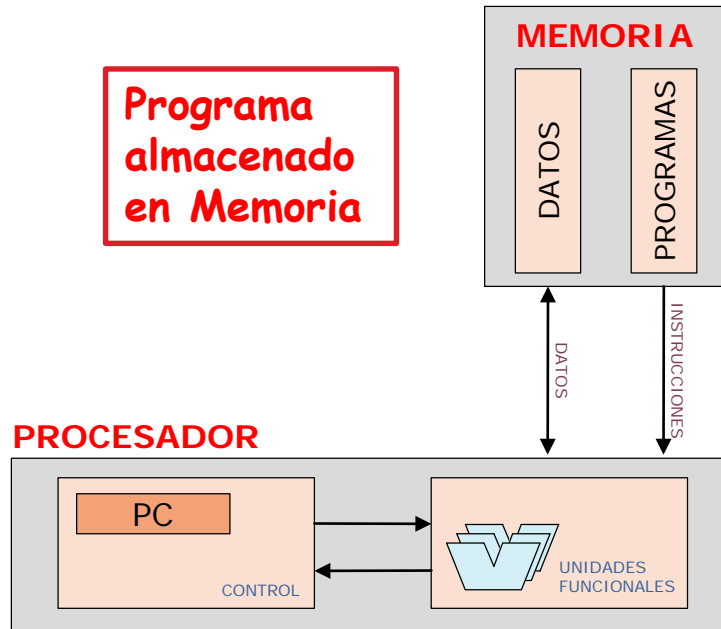 MEMORIA
Programa
almacenado
en Memoria
DATOS
PROGRAMAS
DATOS
INSTRUCCIONES
PROCESADOR
PC
CONTROL
UNIDADES
FUNCIONALES